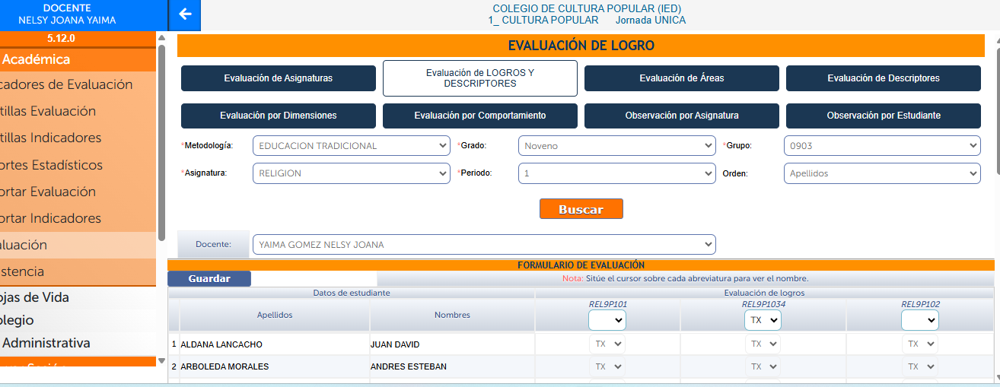 DOCENTE
NELSY JOANA YAIMA
COLEGIO DE CULTURA POPULAR (IED)
1_ CULTURA POPULAR Jornada UNICA
5.12.0
Académica
cadores de Evaluación
tillas Evaluación
tillas Indicadores
ortes Estadísticos
ortar Evaluación
ortar Indicadores
aluación
istencia
ojas de Vida
olegio
Administrativa
EVALUACIÓN DE LOGRO
Evaluación de Asignaturas
Evaluación de LOGROS Y
DESCRIPTORES
Evaluación de Áreas
Evaluación de Descriptores
Evaluación por Dimensiones
Evaluación por Comportamiento
Observación por Asignatura
Observación por Estudiante
*Metodología: EDUCACION TRADICIONAL *Grado: Noveno *Grupo: 0903
*Asignatura: RELIGION *Periodo: 1 Orden: Apellidos
Buscar
Docente: YAIMA GOMEZ NELSY JOANA
FORMULARIO DE EVALUACIÓN
Guardar Nota: Sitúe el cursor sobre cada abreviatura para ver el nombre.
Datos de estudiante Evaluación de logros
Apellidos Nombres REL9P101 REL9P1034 REL9P102
TX
1 ALDANA LANCACHO JUAN DAVID TX TX TX
2 ARBOLEDA MORALES ANDRES ESTEBAN TX TX TX